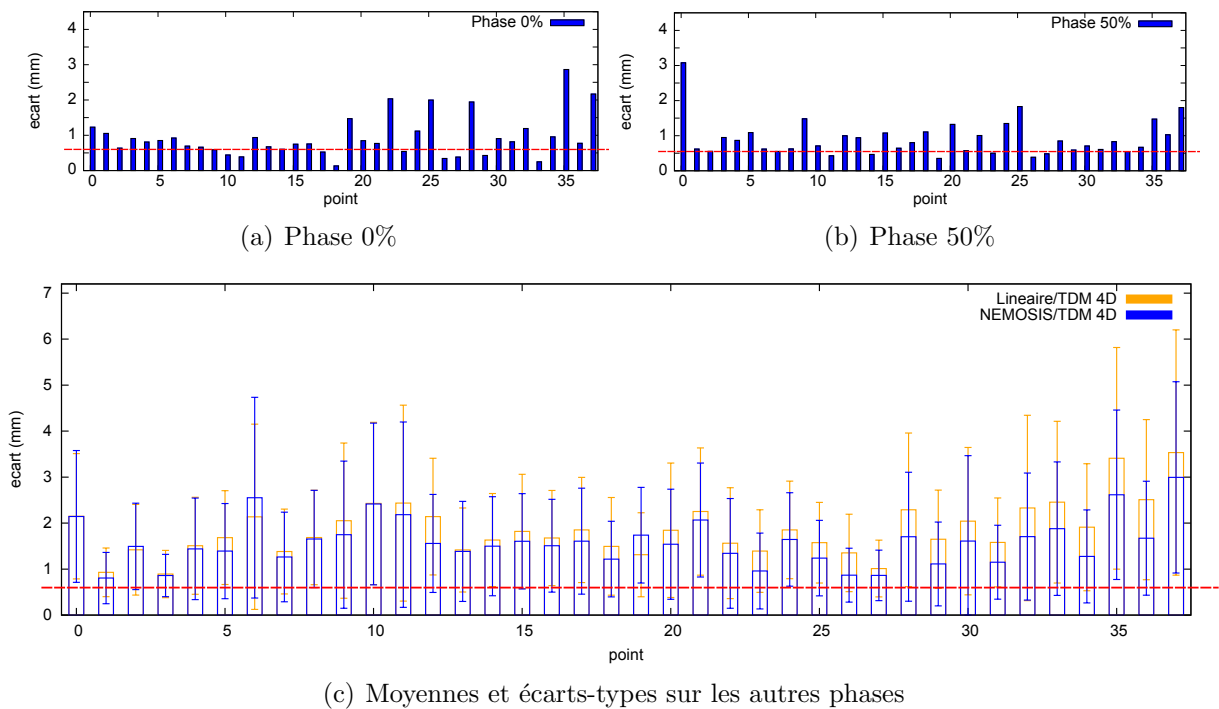 Phase 0%
ecart (mm)
4
3
2
1
0
0 5 10 15 20 25 30 35
point
(a) Phase 0%
Phase 50%
ecart (mm)
4
3
2
1
0
0 5 10 15 20 25 30 35
point
(b) Phase 50%
Lineaire/TDM 4D
NEMOSIS/TDM 4D
ecart (mm)
7
6
5
4
3
2
1
0
0 5 10 15 20 25 30 35
point
(c) Moyennes et écarts-types sur les autres phases